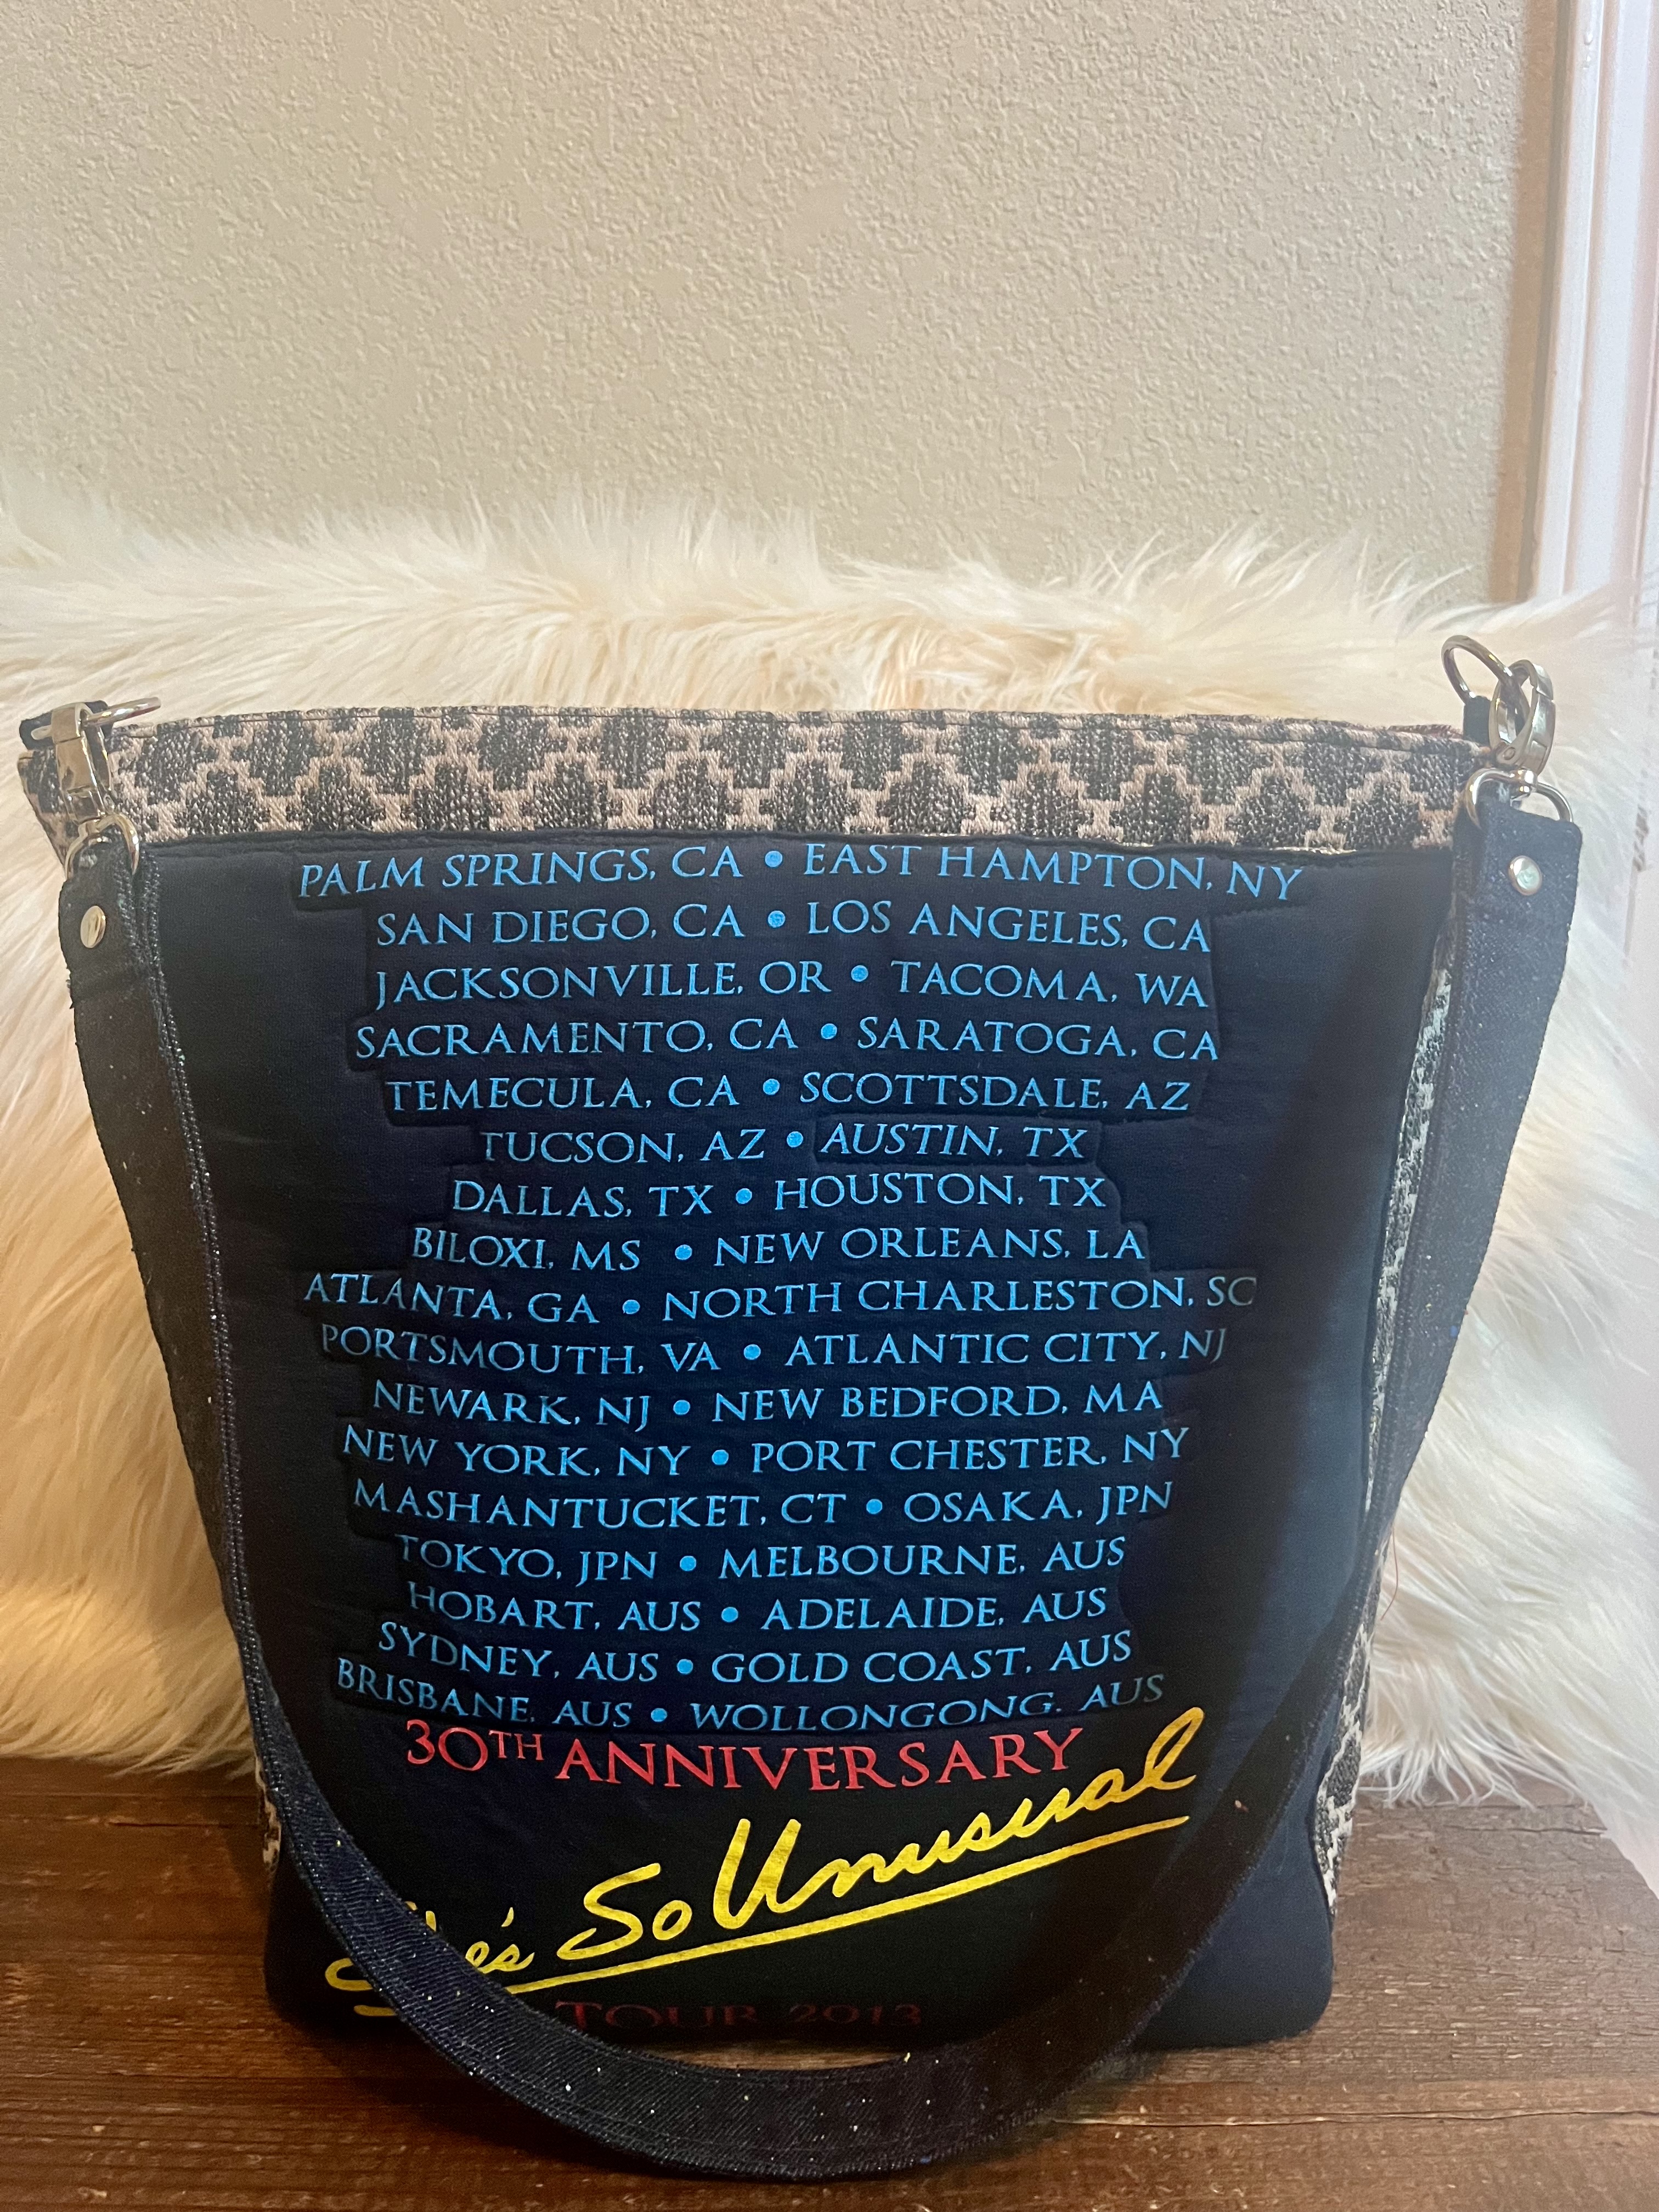 PALM SPRINGS, CA • EAST HAMPTON, NY
SAN DIEGO, CA • LOS ANGELES, CA
JACKSONVILLE, OR • TACOMA, WA
SACRAMENTO, CA • SARATOGA, CA
TEMECULA, CA • SCOTTSDALE, AZ
TUCSON, AZ • AUSTIN, TX
DALLAS, TX • HOUSTON, TX
BILOXI, MS • NEW ORLEANS, LA
ATLANTA, GA • NORTH CHARLESTON, SC
PORTSMOUTH, VA • ATLANTIC CITY, NJ
NEWARK, NJ • NEW BEDFORD, MA
NEW YORK, NY • PORT CHESTER, NY
MASHANTUCKET, CT • OSAKA, JPN
TOKYO, JPN • MELBOURNE, AUS
HOBART, AUS • ADELAIDE, AUS
SYDNEY, AUS • GOLD COAST, AUS
BRISBANE, AUS • WOLLONGONG, AUS
30TH ANNIVERSARY
She's So Unusual
TOUR 2013